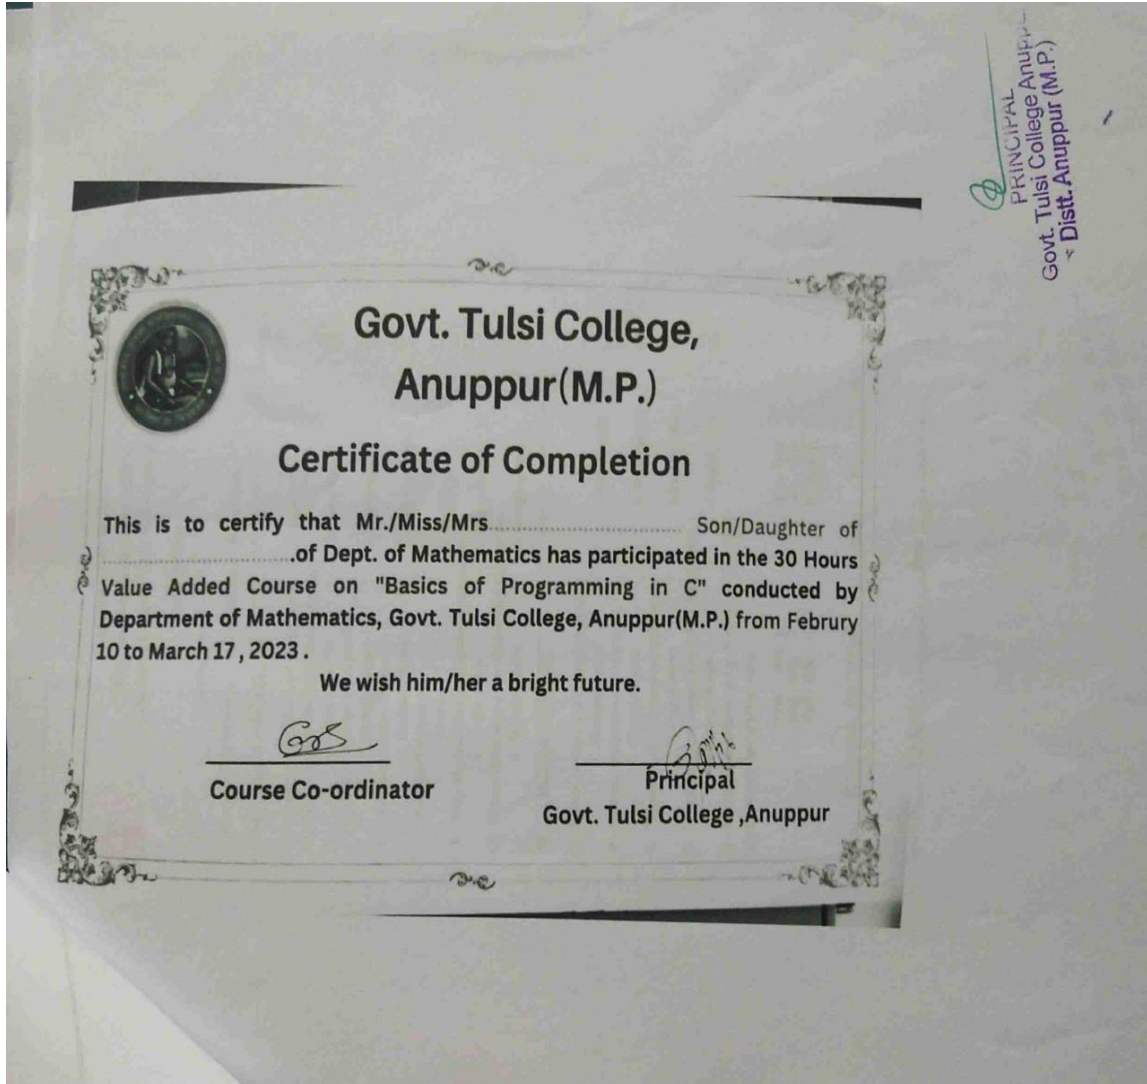 PRINCIPAL
Govt. Tulsi College Anuppu
Distt. Anuppur (M.P.)
Govt. Tulsi College,
Anuppur(M.P.)
Certificate of Completion
This is to certify that Mr./Miss/Mrs.............................. Son/Daughter of
..............................of Dept. of Mathematics has participated in the 30 Hours
Value Added Course on "Basics of Programming in C" conducted by
Department of Mathematics, Govt. Tulsi College, Anuppur(M.P.) from Februry
10 to March 17, 2023.
We wish him/her a bright future.
Course Co-ordinator
Principal
Govt. Tulsi College ,Anuppur